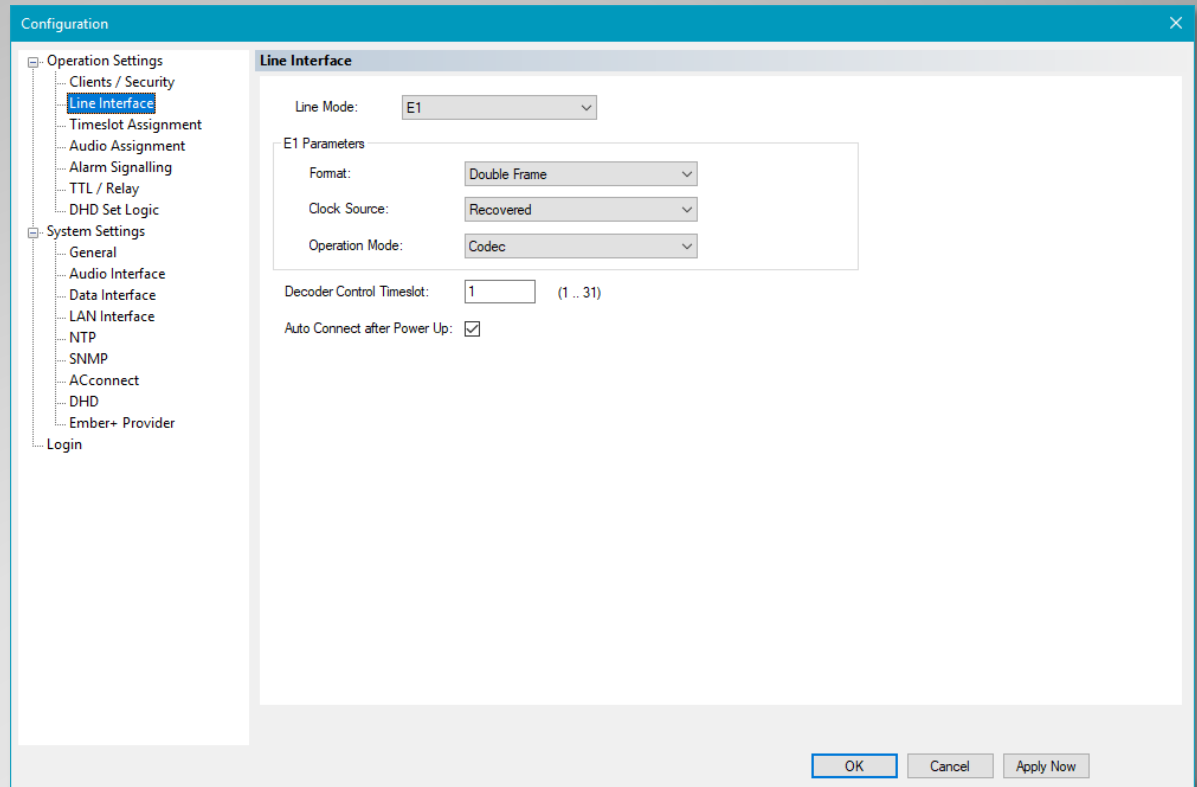 Configuration
Operation Settings
Clients / Security
Line Interface
Timeslot Assignment
Audio Assignment
Alarm Signalling
TTL / Relay
DHD Set Logic
System Settings
General
Audio Interface
Data Interface
LAN Interface
NTP
SNMP
ACconnect
DHD
Ember+ Provider
Login
Line Interface
Line Mode: E1
E1 Parameters
Format: Double Frame
Clock Source: Recovered
Operation Mode: Codec
Decoder Control Timeslot: 1 (1 .. 31)
Auto Connect after Power Up:
OK Cancel Apply Now